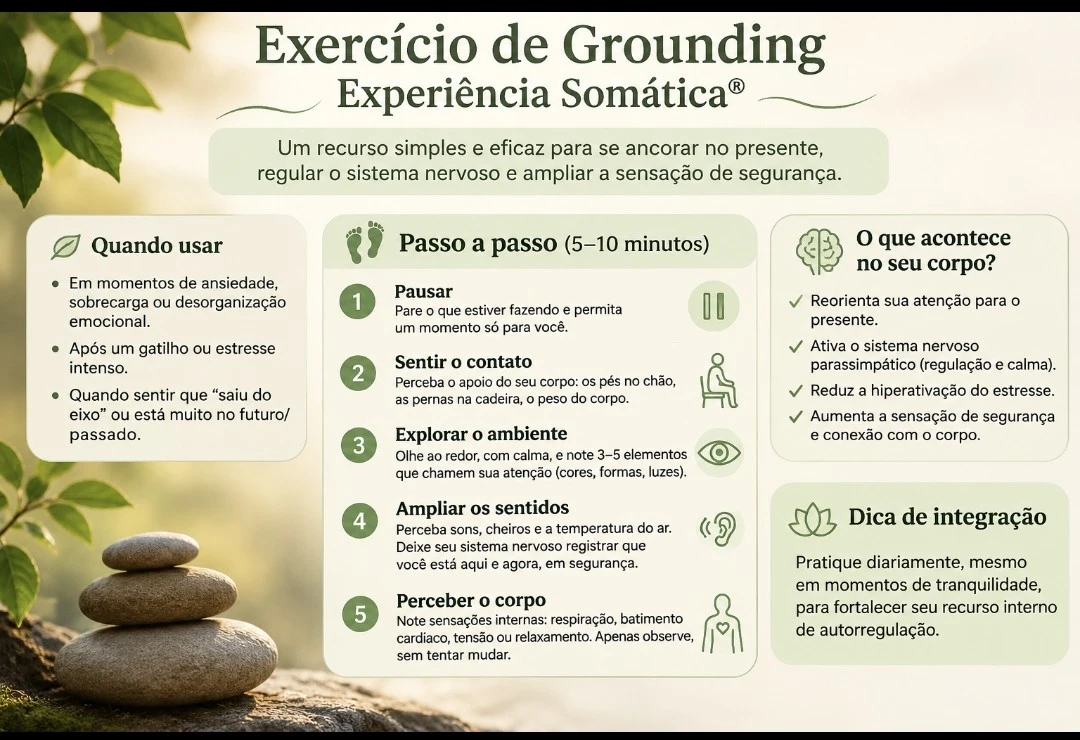 Exercício de Grounding
Experiência Somática®
Um recurso simples e eficaz para se ancorar no presente,
regular o sistema nervoso e ampliar a sensação de segurança.
Quando usar
• Em momentos de ansiedade,
sobrecarga ou desorganização
emocional.
• Após um gatilho ou estresse
intenso.
• Quando sentir que “saiu do
eixo” ou está muito no futuro/
passado.
Passo a passo (5–10 minutos)
1
Pausar
Pare o que estiver fazendo e permita
um momento só para você.
2
Sentir o contato
Perceba o apoio do seu corpo: os pés no chão,
as pernas na cadeira, o peso do corpo.
3
Explorar o ambiente
Olhe ao redor, com calma, e note 3–5 elementos
que chamem sua atenção (cores, formas, luzes).
4
Ampliar os sentidos
Perceba sons, cheiros e a temperatura do ar.
Deixe seu sistema nervoso registrar que
você está aqui e agora, em segurança.
5
Perceber o corpo
Note sensações internas: respiração, batimento
cardíaco, tensão ou relaxamento. Apenas observe,
sem tentar mudar.
O que acontece
no seu corpo?
✓ Reorienta sua atenção para o
presente.
✓ Ativa o sistema nervoso
parassimpático (regulação e calma).
✓ Reduz a hiperativação do estresse.
✓ Aumenta a sensação de segurança
e conexão com o corpo.
Dica de integração
Pratique diariamente, mesmo
em momentos de tranquilidade,
para fortalecer seu recurso interno
de autorregulação.